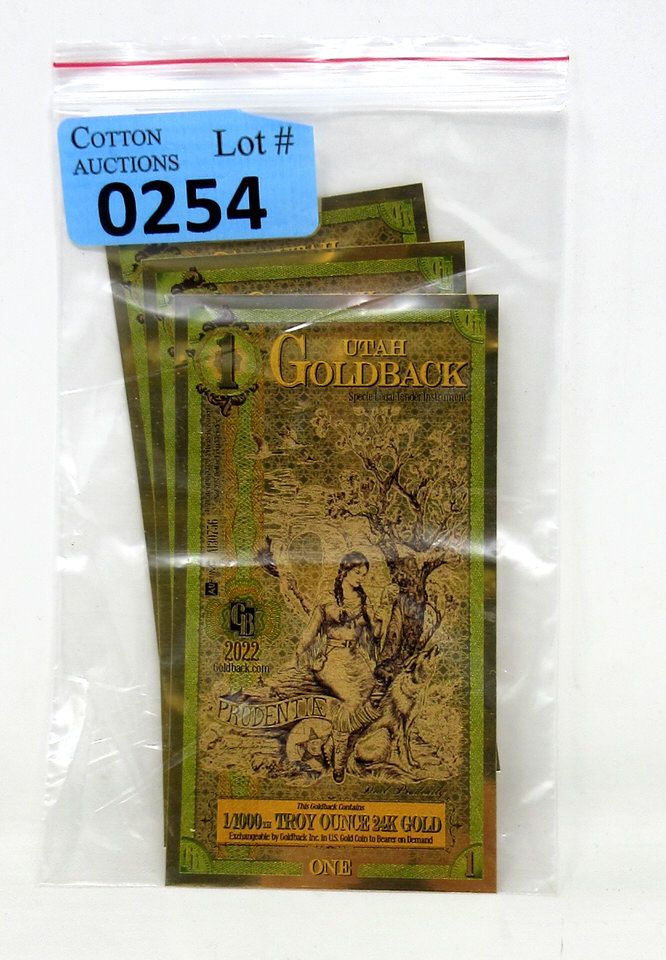 COTTON
AUCTIONS
Lot #
0254
1
UTAH
GOLDBACK
Specie Legal Tender Instrument
GB
2022
Goldback.com
PRUDENTIA
This Goldback Contains
1/1000TH TROY OUNCE 24K GOLD
Exchangeable by Goldback Inc. in U.S. Gold Coin to Bearer on Demand
ONE
1